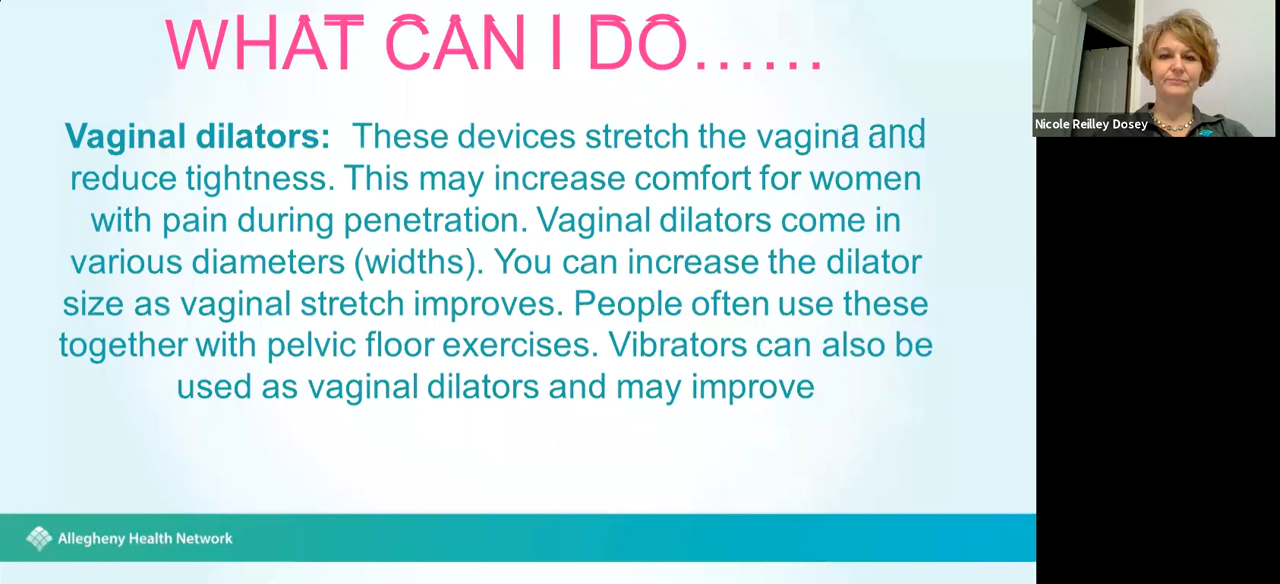 WHAT CAN I DO……
Vaginal dilators: These devices stretch the vagina and
reduce tightness. This may increase comfort for women
with pain during penetration. Vaginal dilators come in
various diameters (widths). You can increase the dilator
size as vaginal stretch improves. People often use these
together with pelvic floor exercises. Vibrators can also be
used as vaginal dilators and may improve
Allegheny Health Network
Nicole Reilley Dosey